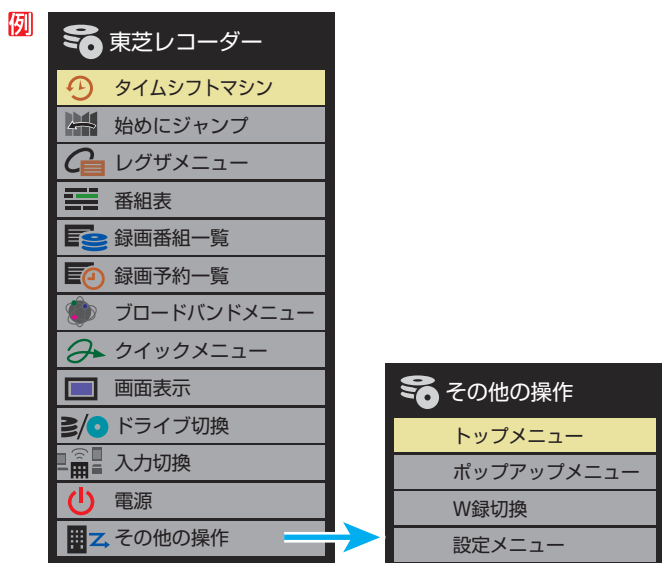 例
東芝レコーダー
タイムシフトマシン
始めにジャンプ
レグザメニュー
番組表
録画番組一覧
録画予約一覧
ブロードバンドメニュー
クイックメニュー
画面表示
ドライブ切換
入力切換
電源
その他の操作
その他の操作
トップメニュー
ポップアップメニュー
W録切換
設定メニュー